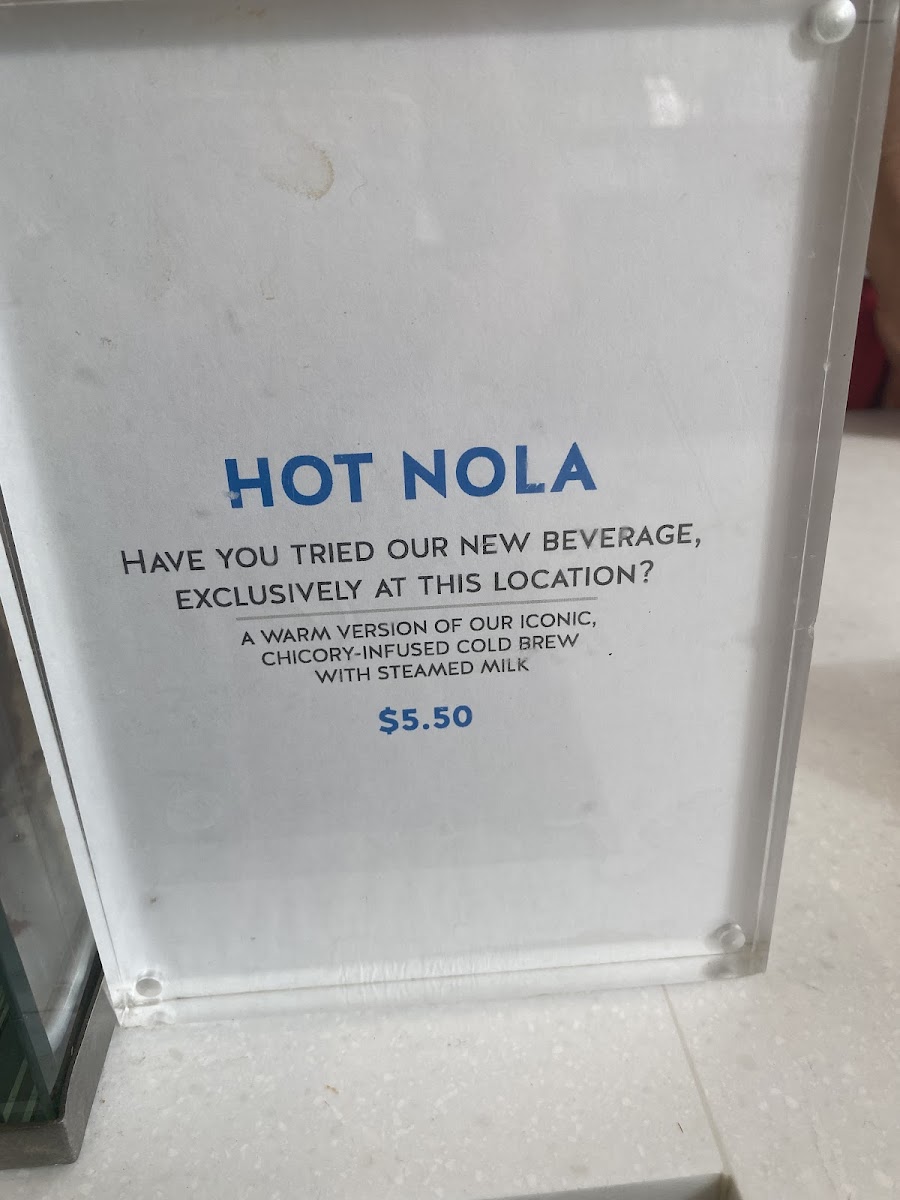 HOT NOLA
HAVE YOU TRIED OUR NEW BEVERAGE,
EXCLUSIVELY AT THIS LOCATION?
A WARM VERSION OF OUR ICONIC,
CHICORY-INFUSED COLD BREW
WITH STEAMED MILK
$5.50